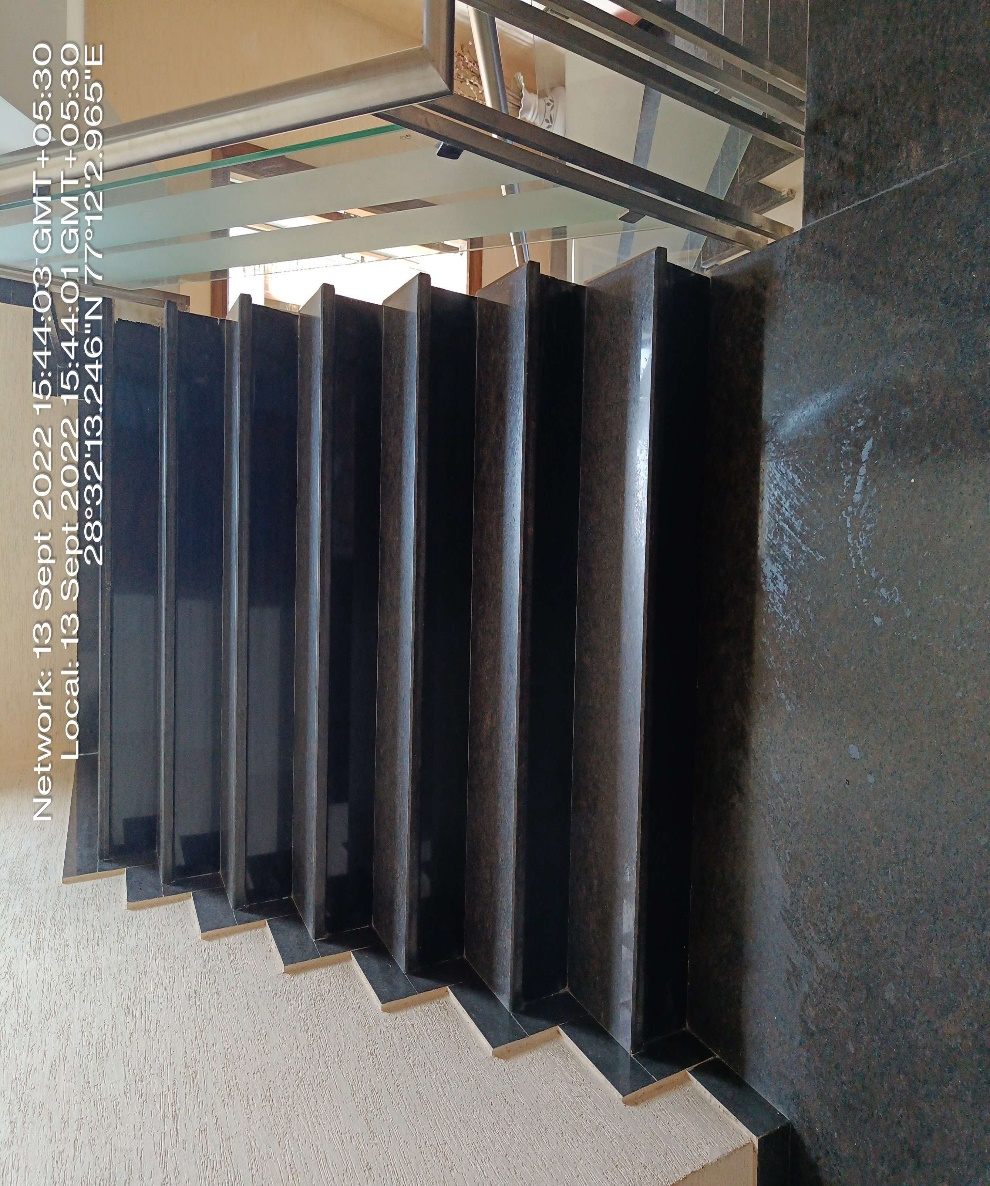 Network: 13 Sept 2022 15:44:03 GMT+05:30
Local: 13 Sept 2022 15:44:01 GMT+05:30
28°32'13.246"N 77°12'2.965"E